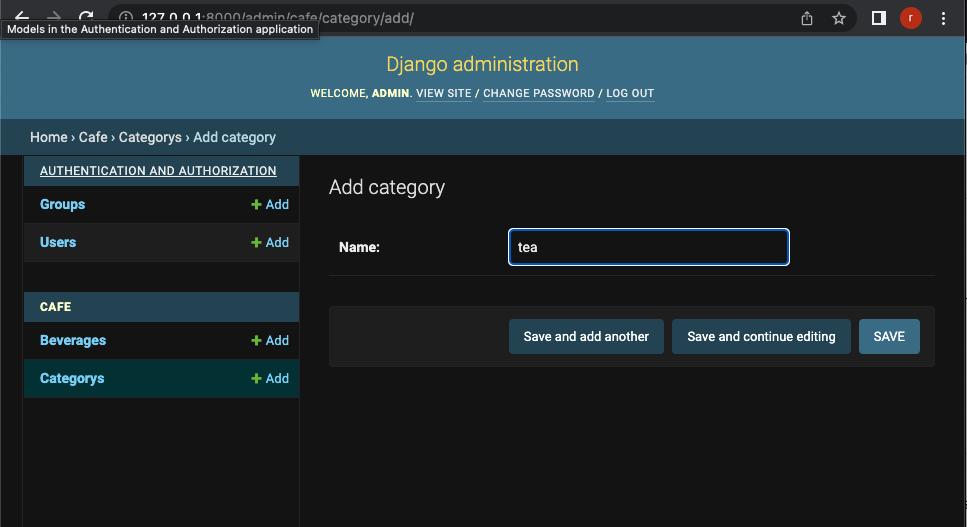 127.0.0.1:8000/admin/cafe/category/add/
r
Models in the Authentication and Authorization application
Django administration
WELCOME, ADMIN. VIEW SITE / CHANGE PASSWORD / LOG OUT
Home › Cafe › Categorys › Add category
AUTHENTICATION AND AUTHORIZATION
Groups + Add
Users + Add
CAFE
Beverages + Add
Categorys + Add
Add category
Name: tea
Save and add another Save and continue editing SAVE